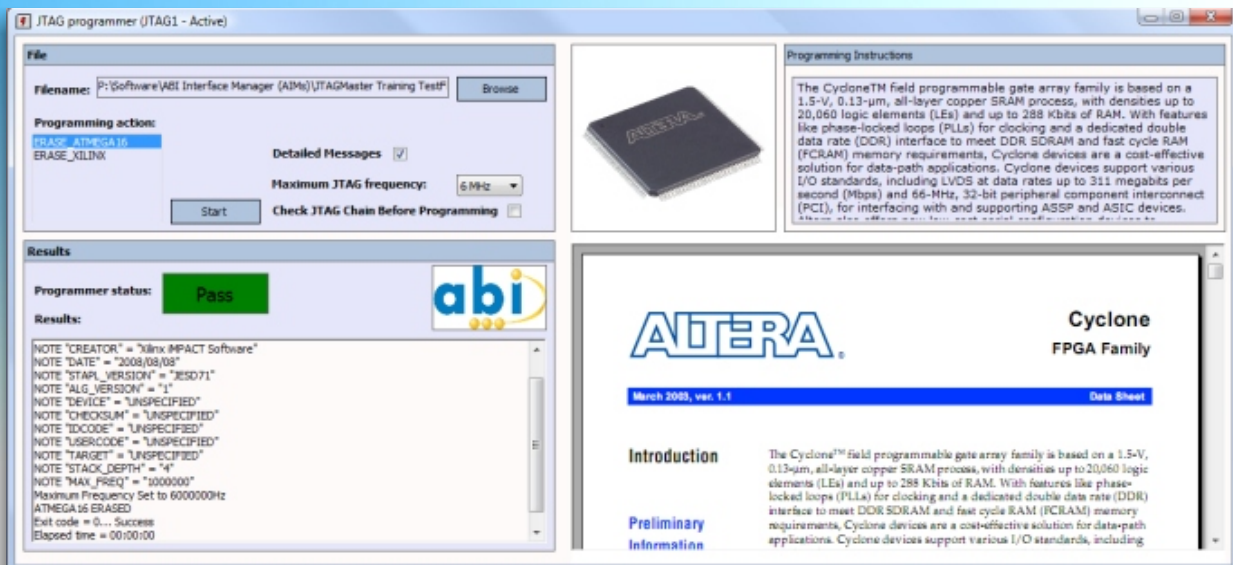 JTAG programmer (JTAG1 - Active)
File
Filename: P:\Software\ABI Interface Manager (AIMs)\JTAGMaster Training Test
Browse
Programming action:
ERASE_ATMEGA16
ERASE_XILINX
Detailed Messages
Maximum JTAG frequency: 6 MHz
Start
Check JTAG Chain Before Programming
ALTERA
Programming Instructions
The CycloneTM field programmable gate array family is based on a
1.5-V, 0.13-µm, all-layer copper SRAM process, with densities up to
20,060 logic elements (LEs) and up to 288 Kbits of RAM. With features
like phase-locked loops (PLLs) for clocking and a dedicated double
data rate (DDR) interface to meet DDR SDRAM and fast cycle RAM
(FCRAM) memory requirements, Cyclone devices are a cost-effective
solution for data-path applications. Cyclone devices support various
I/O standards, including LVDS at data rates up to 311 megabits per
second (Mbps) and 66-MHz, 32-bit peripheral component interconnect
(PCI), for interfacing with and supporting ASSP and ASIC devices.
Results
Programmer status: Pass
abi
Results:
NOTE "CREATOR" = "Xilinx iMPACT Software"
NOTE "DATE" = "2008/08/08"
NOTE "STAPL_VERSION" = "JESD71"
NOTE "ALG_VERSION" = "1"
NOTE "DEVICE" = "UNSPECIFIED"
NOTE "CHECKSUM" = "UNSPECIFIED"
NOTE "IDCODE" = "UNSPECIFIED"
NOTE "USERCODE" = "UNSPECIFIED"
NOTE "TARGET" = "UNSPECIFIED"
NOTE "STACK_DEPTH" = "4"
NOTE "MAX_FREQ" = "1000000"
Maximum Frequency Set to 6000000Hz
ATMEGA16 ERASED
Exit code = 0... Success
Elapsed time = 00:00:00
ALTERA®
Cyclone
FPGA Family
March 2003, ver. 1.1
Data Sheet
Introduction
The Cyclone™ field programmable gate array family is based on a 1.5-V,
0.13-µm, all-layer copper SRAM process, with densities up to 20,060 logic
elements (LEs) and up to 288 Kbits of RAM. With features like phase-
locked loops (PLLs) for clocking and a dedicated double data rate (DDR)
interface to meet DDR SDRAM and fast cycle RAM (FCRAM) memory
requirements, Cyclone devices are a cost-effective solution for data-path
applications. Cyclone devices support various I/O standards, including
Preliminary
Information